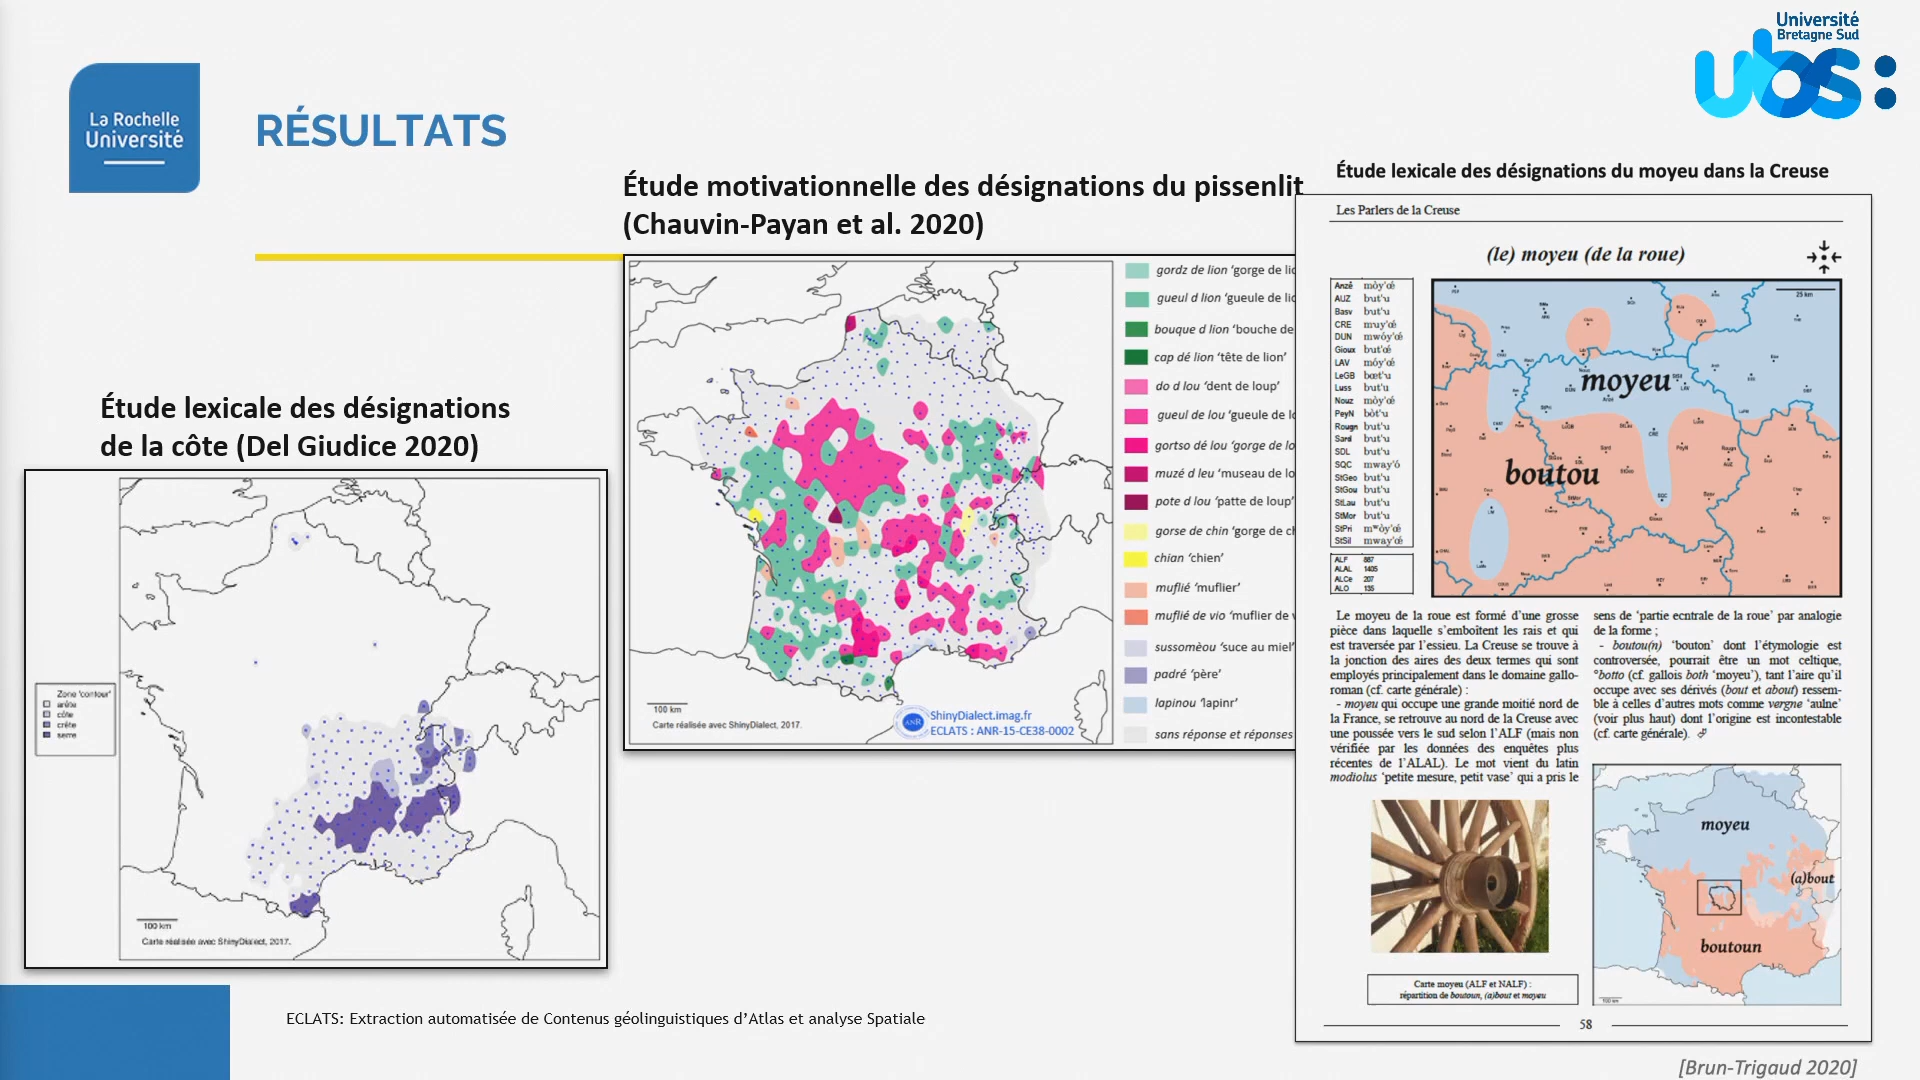 Université
Bretagne Sud
ubs:
La Rochelle
Université
RÉSULTATS
Étude motivationnelle des désignations du pissenlit
(Chauvin-Payan et al. 2020)
gordz de lion ‘gorge de lio
gueul d lion ‘gueule de lio
bouque d lion ‘bouche de
cap dé lion ‘tête de lion’
do d lou ‘dent de loup’
gueul de lou ‘gueule de lo
gortso dé lou ‘gorge de lo
muzé d leu ‘museau de lo
pote d lou ‘patte de loup’
gorse de chin ‘gorge de ch
chian ‘chien’
muflié ‘muflier’
muflié de vio ‘muflier de v
sussomèou ‘suce au miel’
padré ‘père’
lapinou ‘lapinr’
sans réponse et réponses
100 km
Carte réalisée avec ShinyDialect, 2017.
ANR
ShinyDialect.imag.fr
ECLATS : ANR-15-CE38-0002
Étude lexicale des désignations
de la côte (Del Giudice 2020)
Zone 'contour'
arête
côte
crête
serre
100 km
Carte réalisée avec ShinyDialect, 2017.
Étude lexicale des désignations du moyeu dans la Creuse
Les Parlers de la Creuse
(le) moyeu (de la roue)
Anzê
AUZ but'u
Basv but'u
CRE
DUN
Gioux
LAV
LeGB
Luss but'u
Nouz
PeyN bòt'u
Rougn but'u
Sard but'u
SDL but'u
SQC mway'ó
StGeo but'u
StGou but'u
StLau but'u
StMor but'u
StPri
StSil
ALF 887
ALAL 1405
ALCe 207
ALO 135
25 km
moyeu
boutou
Le moyeu de la roue est formé d’une grosse
pièce dans laquelle s’emboîtent les rais et qui
est traversée par l’essieu. La Creuse se trouve à
la jonction des aires des deux termes qui sont
employés principalement dans le domaine gallo-
roman (cf. carte générale) :
- moyeu qui occupe une grande moitié nord de
la France, se retrouve au nord de la Creuse avec
une poussée vers le sud selon l’ALF (mais non
vérifiée par les données des enquêtes plus
récentes de l’ALAL). Le mot vient du latin
modiolus ‘petite mesure, petit vase’ qui a pris le
sens de ‘partie ecntrale de la roue’ par analogie
de la forme ;
- boutou(n) ‘bouton’ dont l’étymologie est
controversée, pourrait être un mot celtique,
°botto (cf. gallois both ‘moyeu’), tant l’aire qu’il
occupe avec ses dérivés (bout et about) ressem-
ble à celles d’autres mots comme vergne ‘aulne’
(voir plus haut) dont l’origine est incontestable
(cf. carte générale).
moyeu
(a)bout
boutoun
100 km
Carte moyeu (ALF et NALF) :
répartition de boutoun, (a)bout et moyeu
58
ECLATS: Extraction automatisée de Contenus géolinguistiques d’Atlas et analyse Spatiale
[Brun-Trigaud 2020]